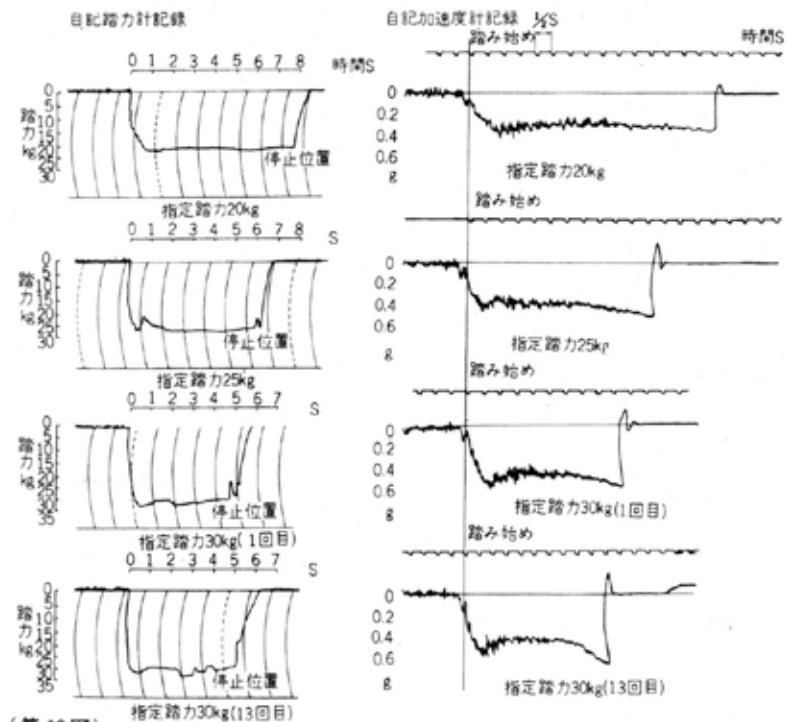 自記踏力計記録
0 1 2 3 4 5 6 7 8
時間S
0
5
10
15
20
25
30
踏力
kg
停止位置
指定踏力20kg
0 1 2 3 4 5 6 7 8
S
0
5
10
15
20
25
30
踏力
kg
停止位置
指定踏力25kg
0 1 2 3 4 5 6 7
S
0
5
10
15
20
25
30
35
踏力
kg
停止位置
指定踏力30kg(1回目)
0 1 2 3 4 5 6 7
S
0
5
10
15
20
25
30
35
踏力
kg
停止位置
指定踏力30kg(13回目)
自記加速度計記録
踏み始め
時間S
0
0.2
0.4
0.6
g
指定踏力20kg
踏み始め
0
0.2
0.4
0.6
g
指定踏力25kg
踏み始め
0
0.2
0.4
0.6
g
指定踏力30kg(1回目)
踏み始め
0
0.2
0.4
0.6
g
指定踏力30kg(13回目)